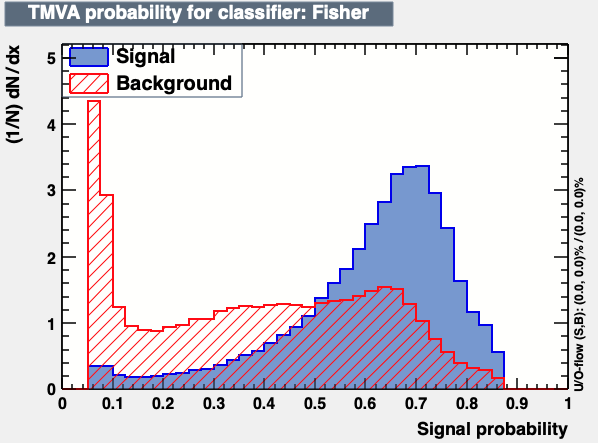 TMVA probability for classifier: Fisher
(1/N) dN / dx
Signal
Background
5
4
3
2
1
0
0 0.1 0.2 0.3 0.4 0.5 0.6 0.7 0.8 0.9 1
Signal probability
U/O-flow (S,B): (0.0, 0.0)% / (0.0, 0.0)%